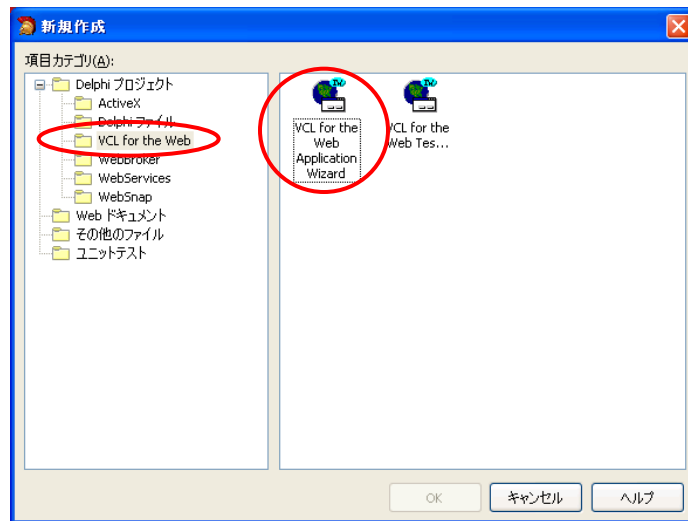 新規作成
項目カテゴリ(A):
Delphi プロジェクト
ActiveX
Delphi ファイル
VCL for the Web
WebBroker
WebServices
WebSnap
Web ドキュメント
その他のファイル
ユニットテスト
VCL for the
Web
Application
Wizard
VCL for the
Web Tes...
OK
キャンセル
ヘルプ